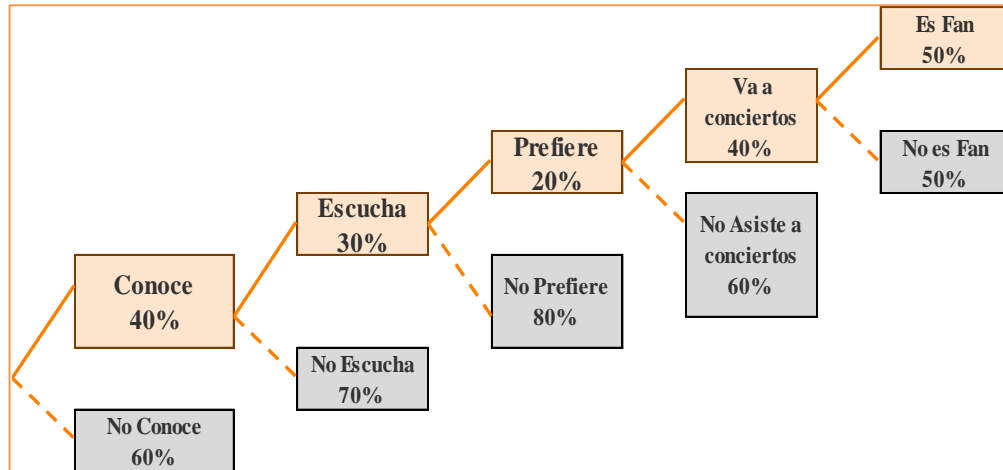 Es Fan
50%
Va a
conciertos
40%
No es Fan
50%
Prefiere
20%
No Asiste a
conciertos
60%
Escucha
30%
No Prefiere
80%
Conoce
40%
No Escucha
70%
No Conoce
60%